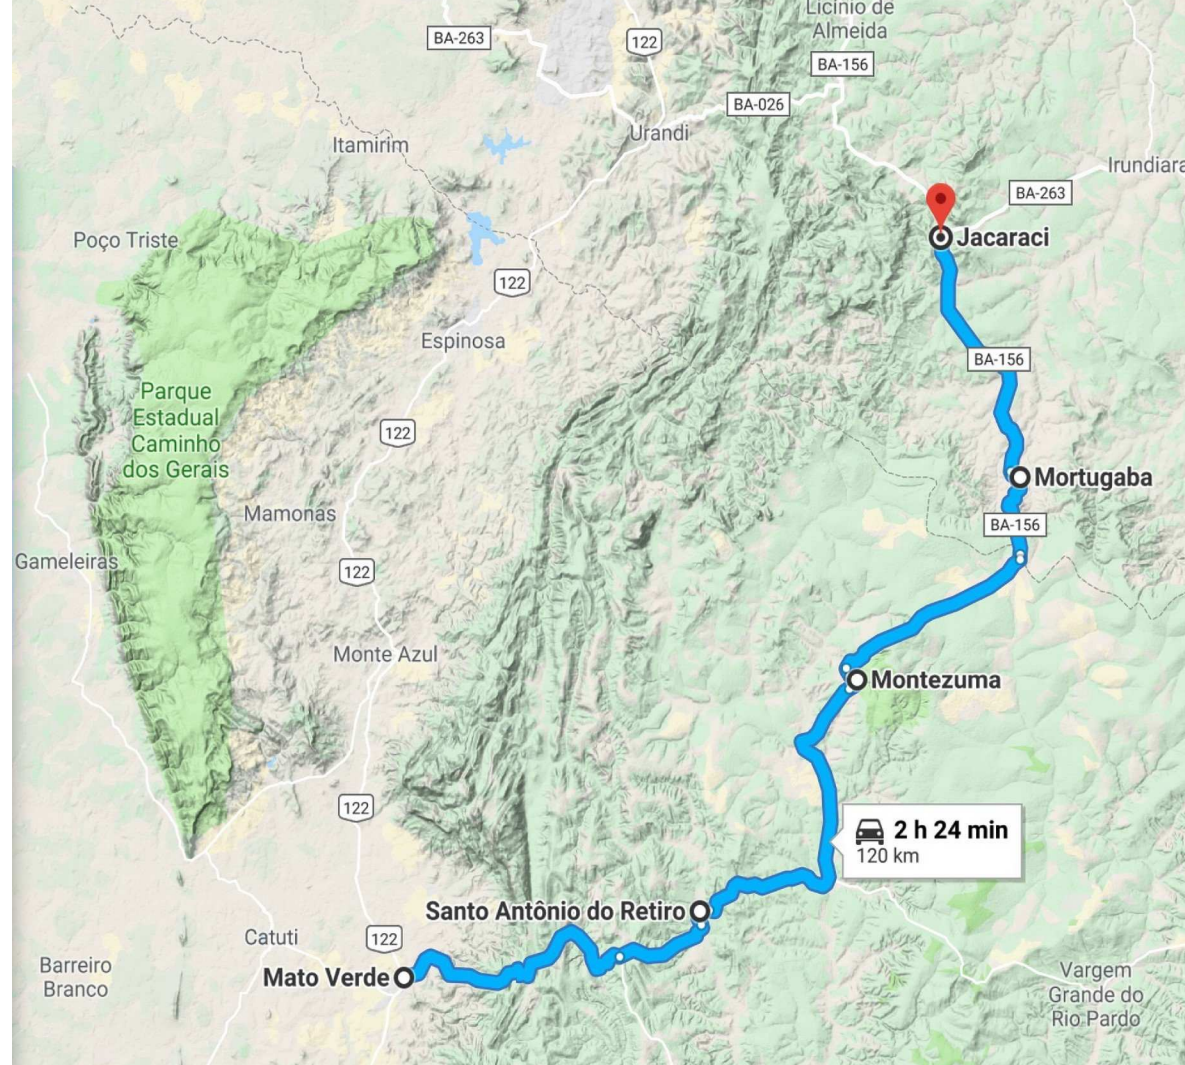 Licínio de
Almeida
BA-263
122
BA-156
BA-026
Urandi
Itamirim
Irundiara
BA-263
Poço Triste
Jacaraci
122
Espinosa
BA-156
Parque
Estadual
Caminho
dos Gerais
122
Mortugaba
Mamonas
BA-156
Gameleiras
122
Monte Azul
Montezuma
122
2 h 24 min
120 km
Santo Antônio do Retiro
Catuti
122
Mato Verde
Barreiro
Branco
Vargem
Grande do
Rio Pardo